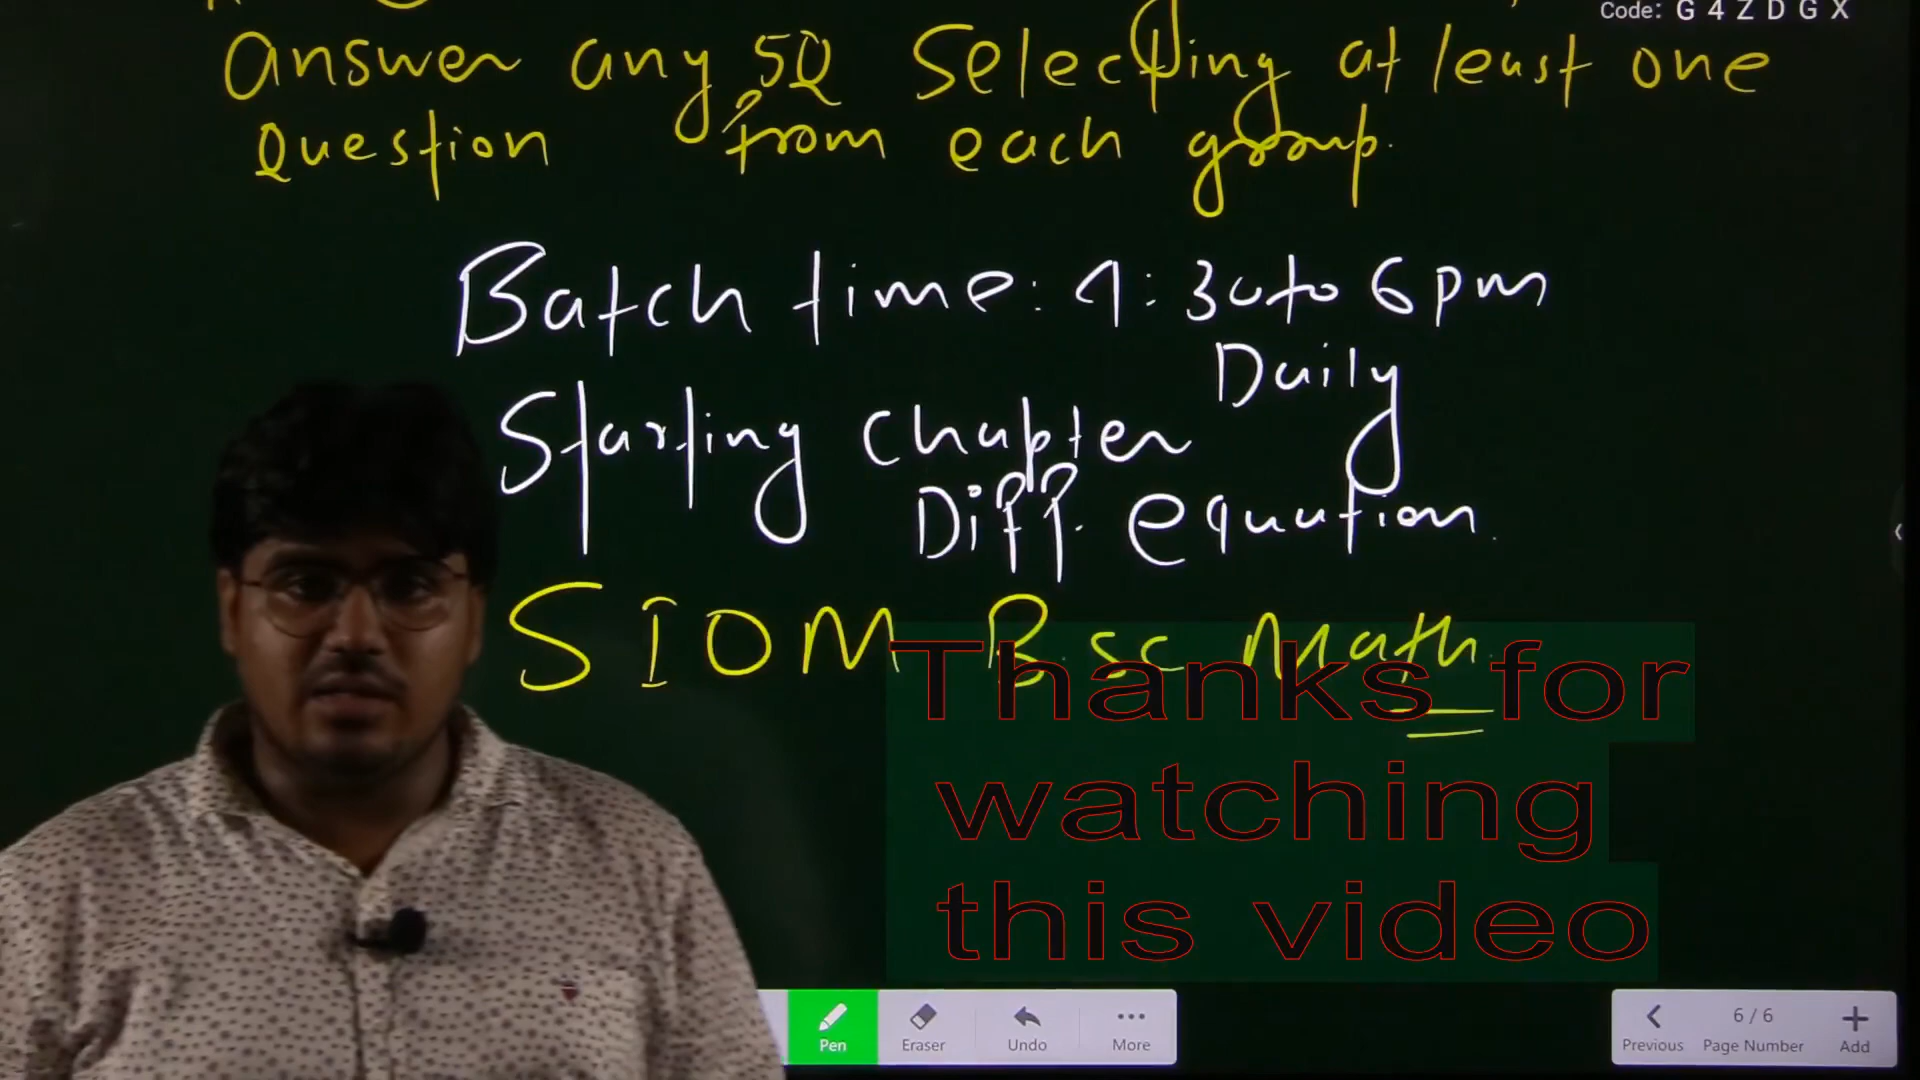 Code: G 4 Z D G X
Answer any 5Q Selecting at least one
Question from each group.
Batch time: 4:30 to 6 pm
Daily
Starting Chapter
Diff. equation.
SIOM B.sc Math.
Thanks for
watching
this video
Pen Eraser Undo More
6 / 6
Previous Page Number Add